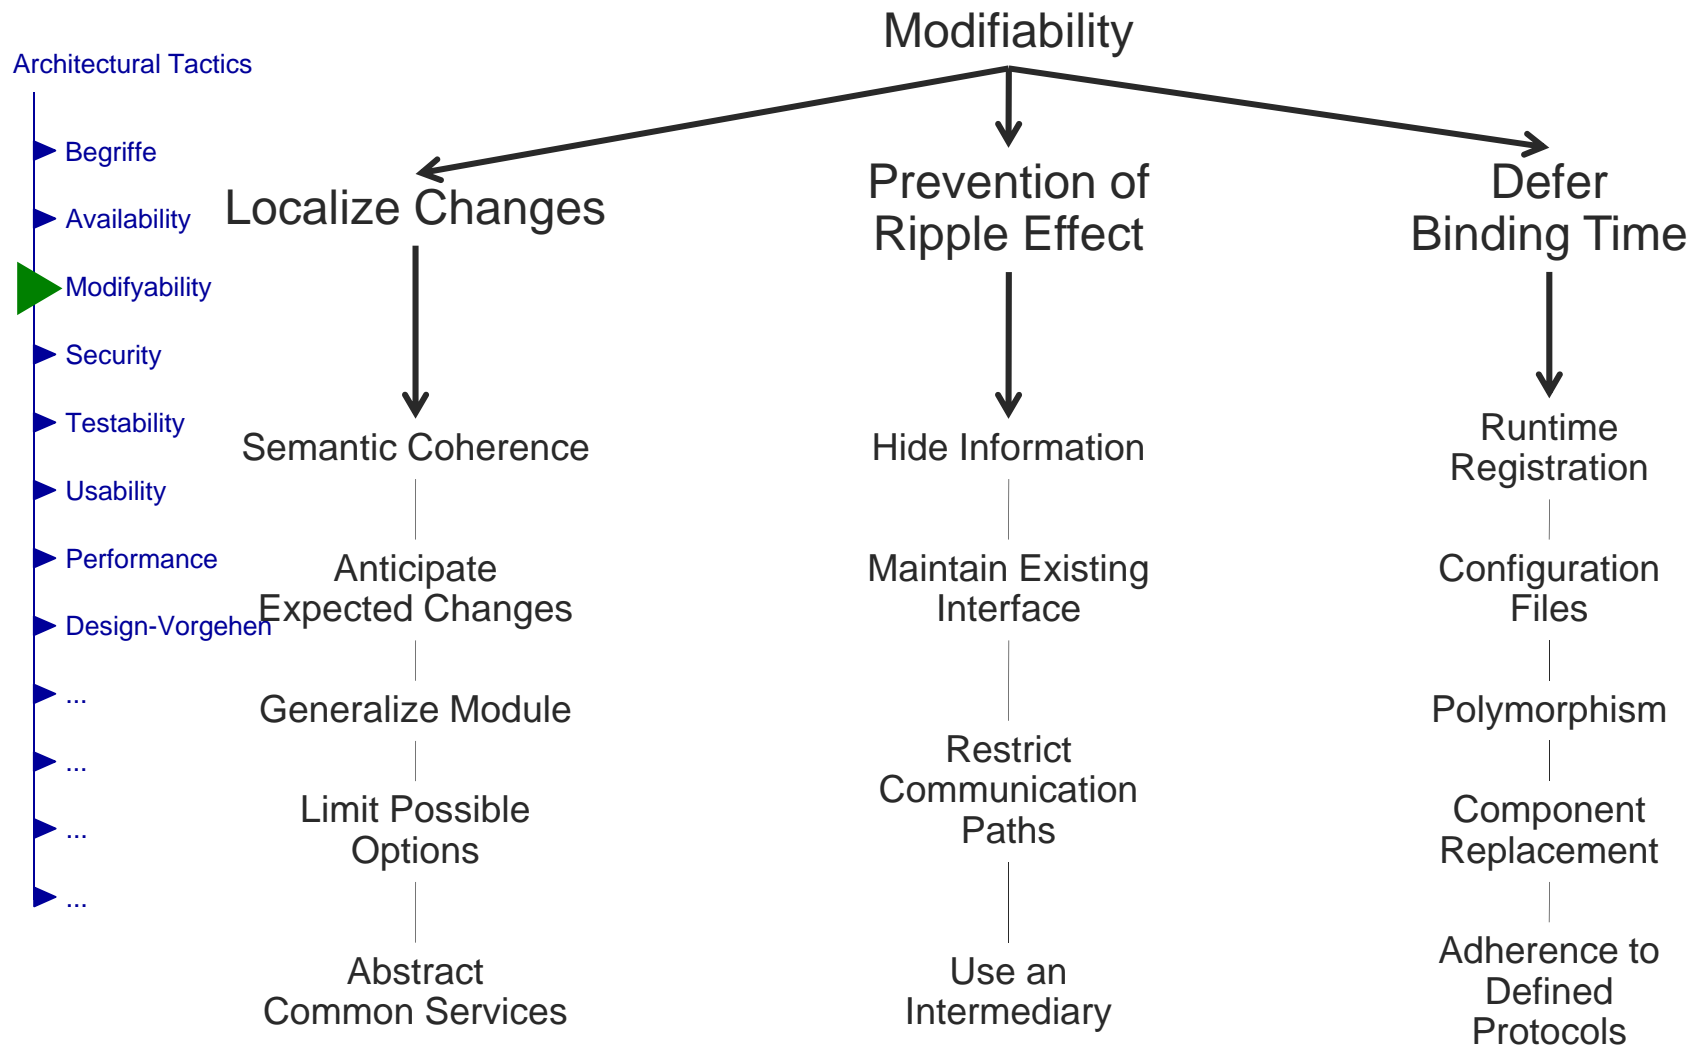 Architectural Tactics
Begriffe
Availability
Modifyability
Security
Testability
Usability
Performance
Design-Vorgehen
...
...
...
...
Modifiability
Localize Changes
Semantic Coherence
Anticipate
Expected Changes
Generalize Module
Limit Possible
Options
Abstract
Common Services
Prevention of
Ripple Effect
Hide Information
Maintain Existing
Interface
Restrict
Communication
Paths
Use an
Intermediary
Defer
Binding Time
Runtime
Registration
Configuration
Files
Polymorphism
Component
Replacement
Adherence to
Defined
Protocols